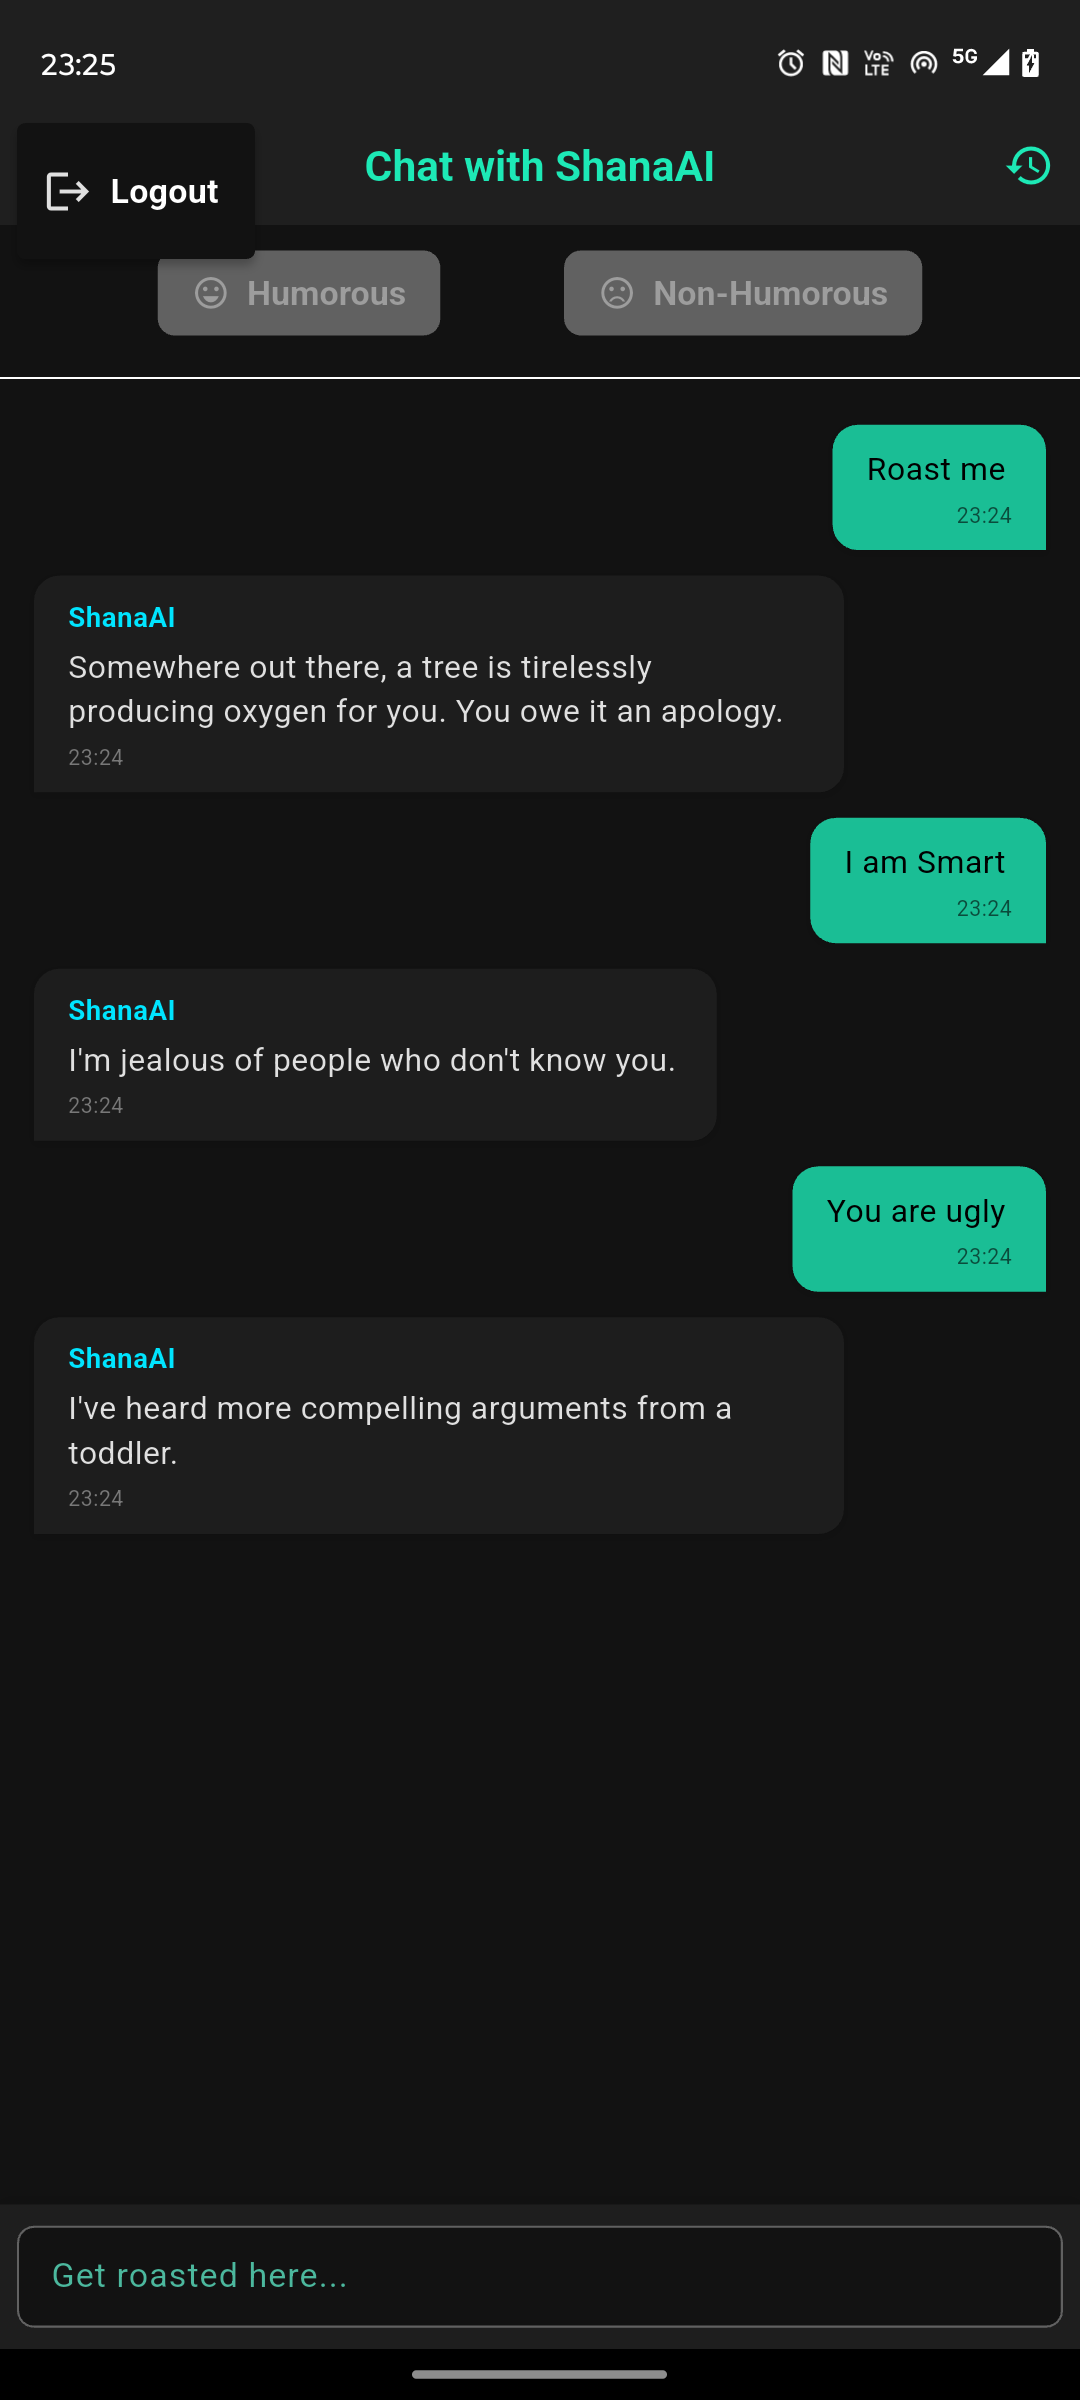 23:25
Vo LTE
5G
Logout
Chat with ShanaAI
Humorous
Non-Humorous
Roast me
23:24
ShanaAI
Somewhere out there, a tree is tirelessly
producing oxygen for you. You owe it an apology.
23:24
I am Smart
23:24
ShanaAI
I'm jealous of people who don't know you.
23:24
You are ugly
23:24
ShanaAI
I've heard more compelling arguments from a
toddler.
23:24
Get roasted here...